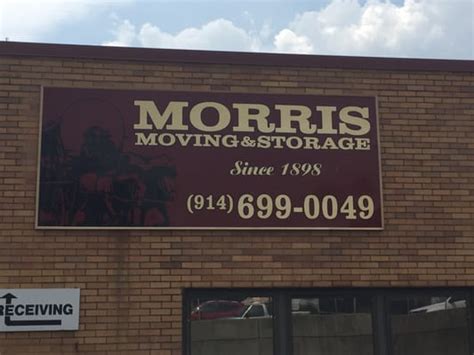 MORRIS
MOVING&STORAGE
Since 1898
(914) 699-0049
RECEIVING